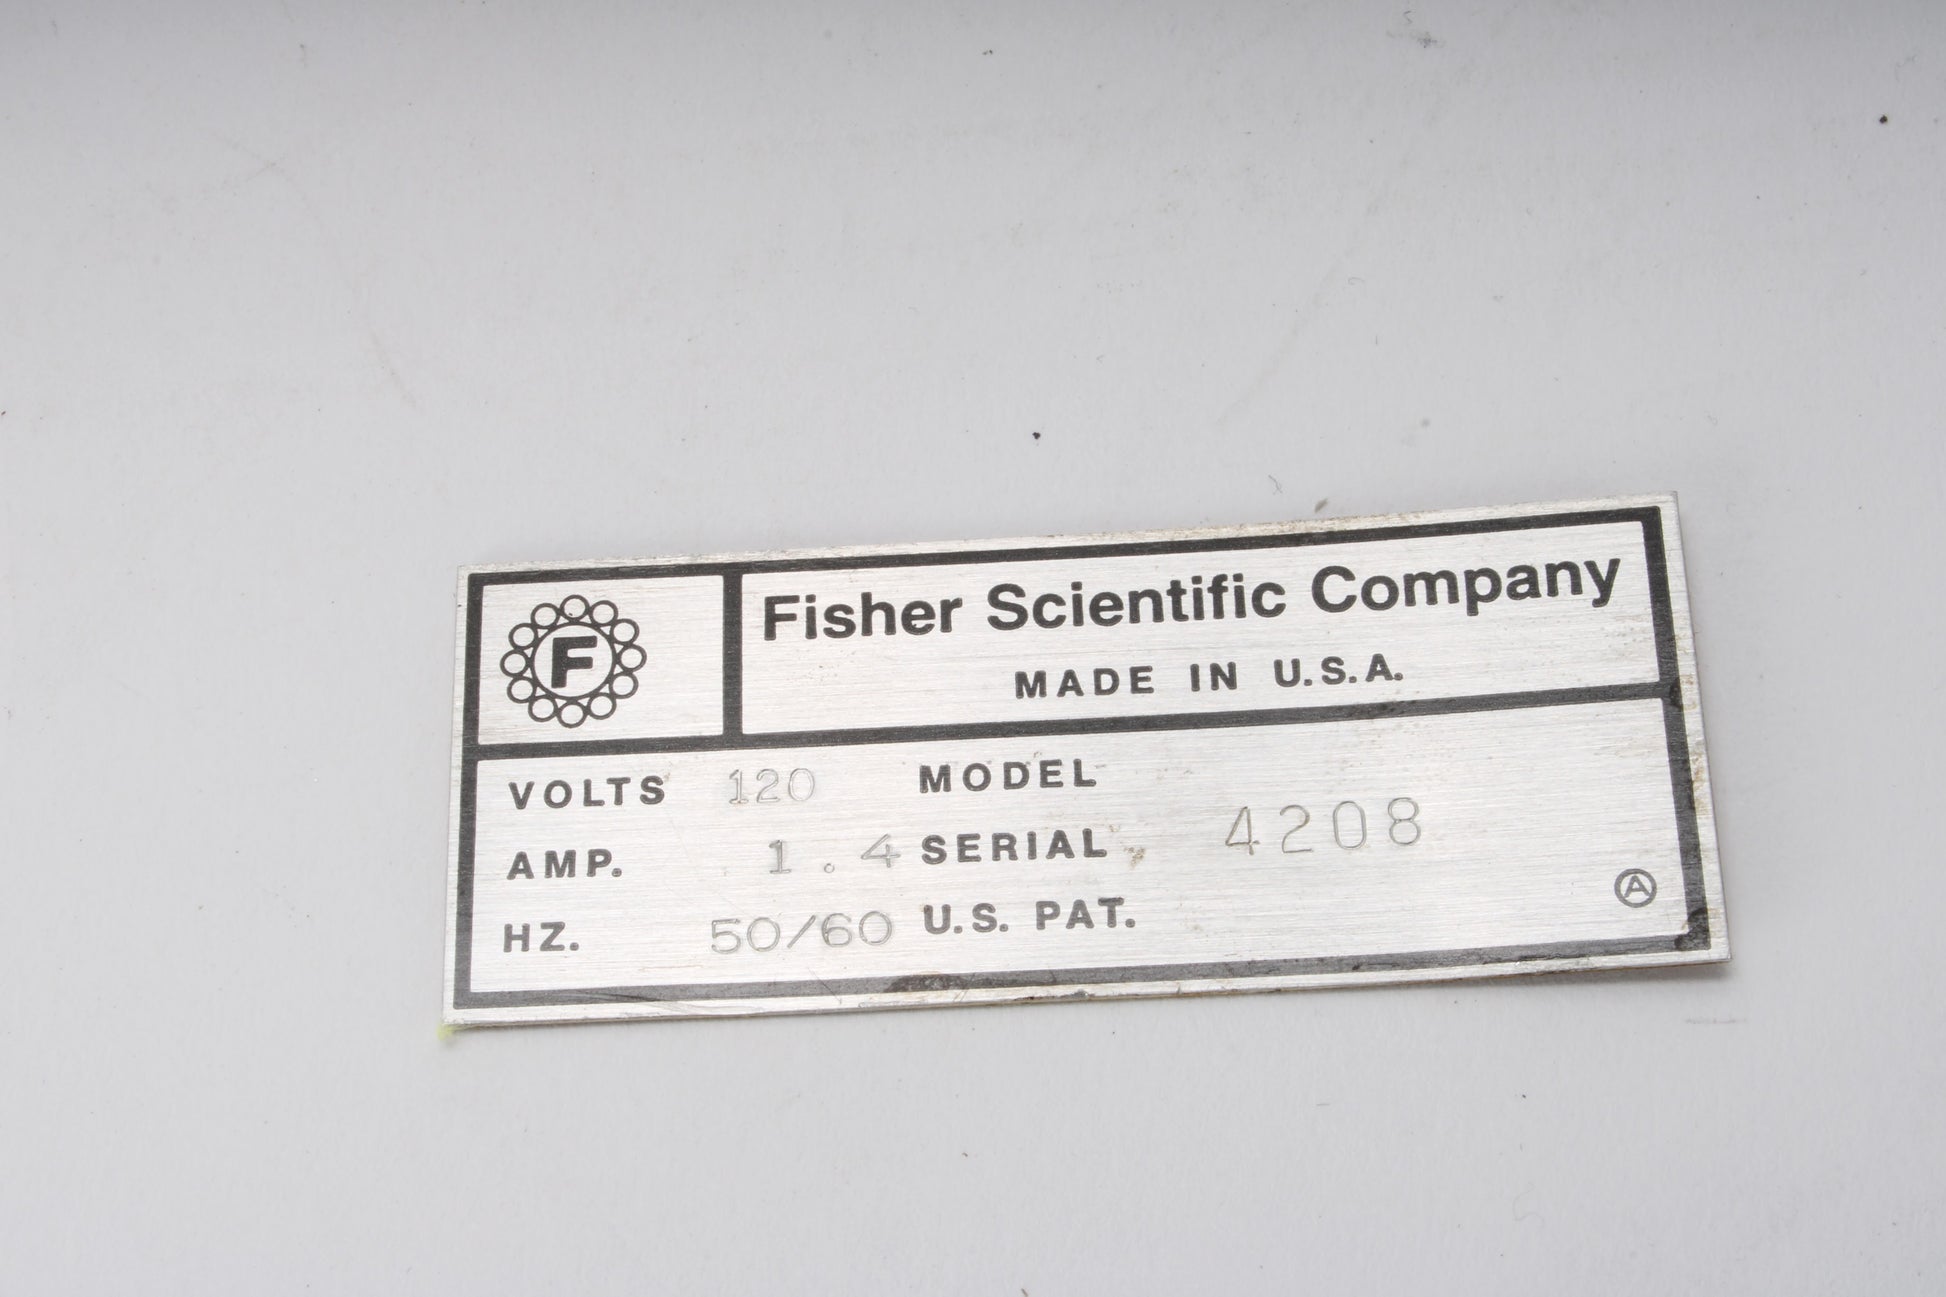 F
Fisher Scientific Company
MADE IN U.S.A.
VOLTS 120 MODEL
AMP. 1.4 SERIAL 4208
HZ. 50/60 U.S. PAT.
A